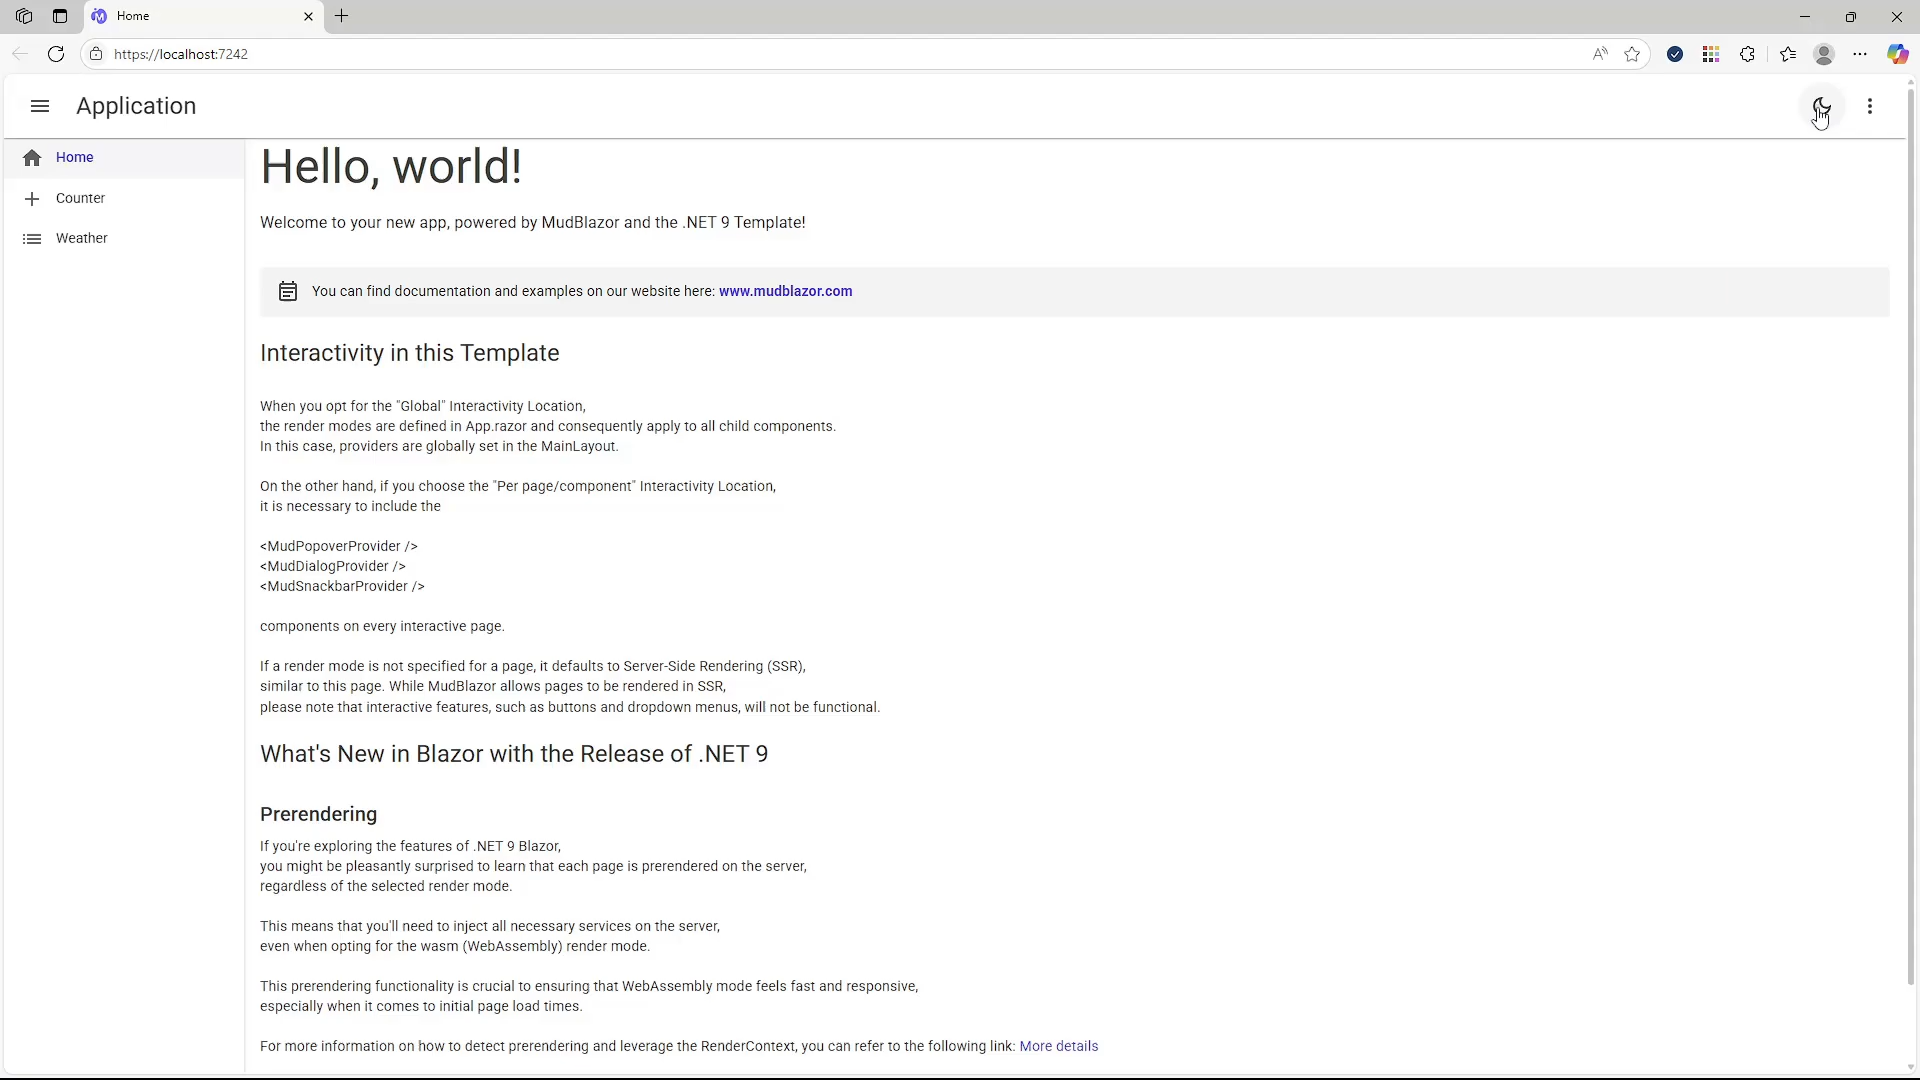 Home
https://localhost:7242
Application
Home
Counter
Weather
Hello, world!
Welcome to your new app, powered by MudBlazor and the .NET 9 Template!
You can find documentation and examples on our website here: www.mudblazor.com
Interactivity in this Template
When you opt for the "Global" Interactivity Location,
the render modes are defined in App.razor and consequently apply to all child components.
In this case, providers are globally set in the MainLayout.
On the other hand, if you choose the "Per page/component" Interactivity Location,
it is necessary to include the
<MudPopoverProvider />
<MudDialogProvider />
<MudSnackbarProvider />
components on every interactive page.
If a render mode is not specified for a page, it defaults to Server-Side Rendering (SSR),
similar to this page. While MudBlazor allows pages to be rendered in SSR,
please note that interactive features, such as buttons and dropdown menus, will not be functional.
What's New in Blazor with the Release of .NET 9
Prerendering
If you're exploring the features of .NET 9 Blazor,
you might be pleasantly surprised to learn that each page is prerendered on the server,
regardless of the selected render mode.
This means that you'll need to inject all necessary services on the server,
even when opting for the wasm (WebAssembly) render mode.
This prerendering functionality is crucial to ensuring that WebAssembly mode feels fast and responsive,
especially when it comes to initial page load times.
For more information on how to detect prerendering and leverage the RenderContext, you can refer to the following link: More details